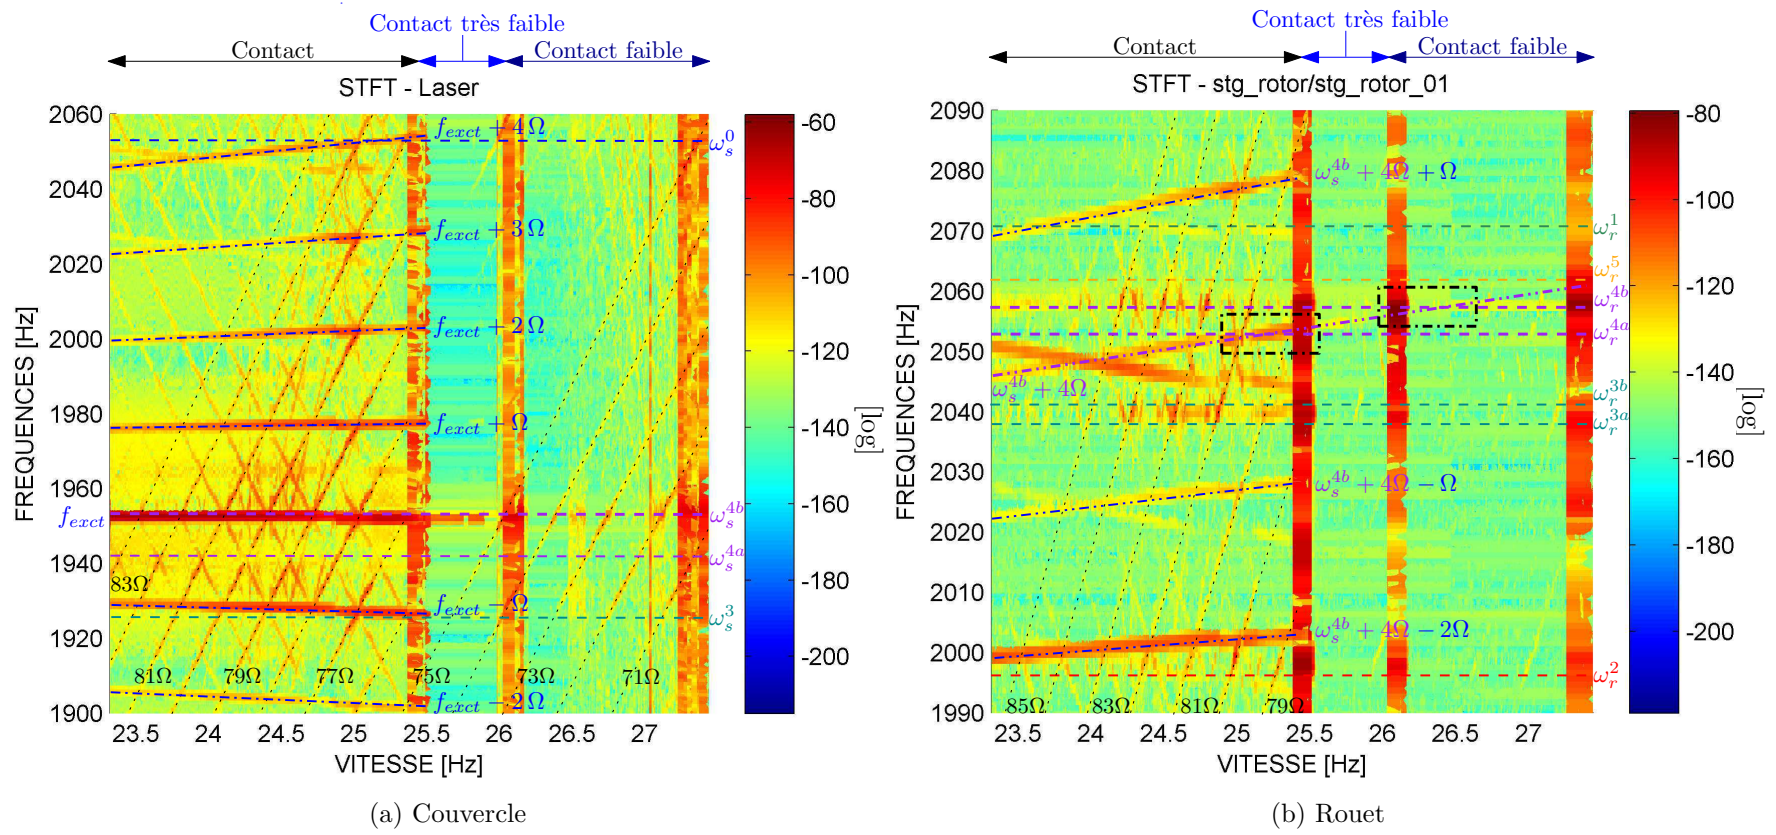 Contact très faible
Contact
Contact faible
STFT - Laser
2060
2040
2020
2000
1980
1960
1940
1920
1900
FREQUENCES [Hz]
f_exct
f_exct + 4Ω
f_exct + 3Ω
f_exct + 2Ω
f_exct + Ω
f_exct − Ω
f_exct − 2Ω
ω_s^0
ω_s^4b
ω_s^4a
ω_s^3
83Ω
81Ω
79Ω
77Ω
75Ω
73Ω
71Ω
23.5 24 24.5 25 25.5 26 26.5 27
VITESSE [Hz]
-60
-80
-100
-120
-140
-160
-180
-200
[log]
(a) Couvercle
Contact très faible
Contact
Contact faible
STFT - stg_rotor/stg_rotor_01
2090
2080
2070
2060
2050
2040
2030
2020
2010
2000
1990
FREQUENCES [Hz]
ω_s^4b + 4Ω + Ω
ω_s^4b + 4Ω
ω_s^4b + 4Ω − Ω
ω_s^4b + 4Ω − 2Ω
ω_r^1
ω_r^5
ω_r^4b
ω_r^4a
ω_r^3b
ω_r^3a
ω_r^2
85Ω
83Ω
81Ω
79Ω
23.5 24 24.5 25 25.5 26 26.5 27
VITESSE [Hz]
-80
-100
-120
-140
-160
-180
-200
[log]
(b) Rouet